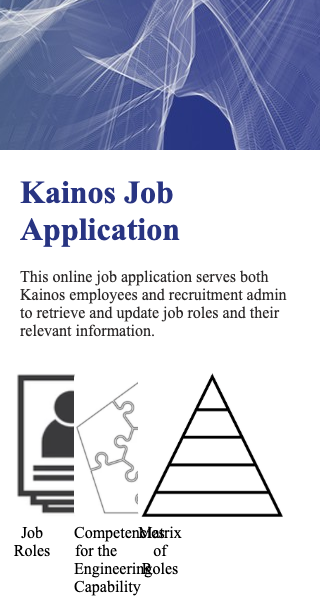 Kainos Job
Application
This online job application serves both
Kainos employees and recruitment admin
to retrieve and update job roles and their
relevant information.
Job
Roles
Competencies
for the
Engineering
Capability
Matrix
of
Roles